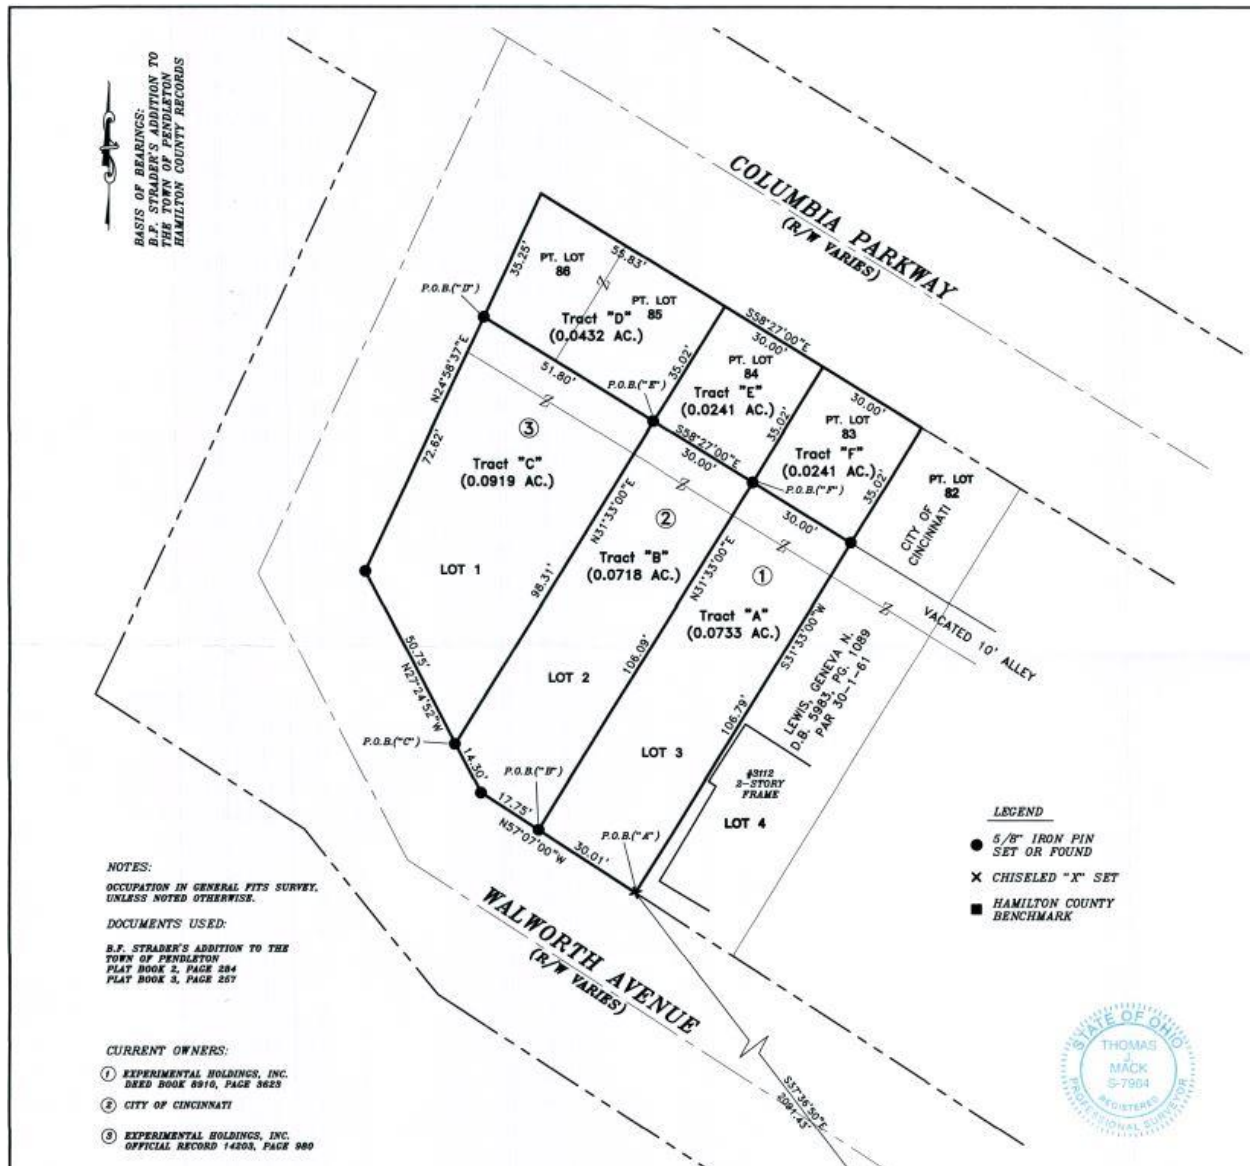 BASIS OF BEARINGS:
B.F. STRADER'S ADDITION TO
THE TOWN OF PENDLETON
HAMILTON COUNTY RECORDS
COLUMBIA PARKWAY
(R/W VARIES)
35.25'
PT. LOT
86
55.83'
P.O.B.("D")
Tract "D"
(0.0432 AC.)
PT. LOT
85
S58°27'00"E
30.00'
35.02'
PT. LOT
84
Tract "E"
(0.0241 AC.)
30.00'
35.02'
PT. LOT
83
Tract "F"
(0.0241 AC.)
35.02'
PT. LOT
82
CITY OF
CINCINNATI
N24°58'37"E
72.62'
51.80'
P.O.B.("E")
S58°27'00"E
30.00'
P.O.B.("F")
30.00'
3
Tract "C"
(0.0919 AC.)
LOT 1
N31°33'00"E
98.31'
2
Tract "B"
(0.0718 AC.)
LOT 2
N31°33'00"E
106.09'
1
Tract "A"
(0.0733 AC.)
LOT 3
S31°33'00"W
106.79'
VACATED 10' ALLEY
LEWIS, GENEVA N.
D.B. 5983, PG. 1089
PAR 30-1-61
50.75'
N27°24'52"W
P.O.B.("C")
14.30'
P.O.B.("B")
17.75'
N57°07'00"W
30.01'
P.O.B.("A")
#3112
2-STORY
FRAME
LOT 4
WALWORTH AVENUE
(R/W VARIES)
S37°36'50"E
2091.43'
LEGEND
5/8" IRON PIN
SET OR FOUND
CHISELED "X" SET
HAMILTON COUNTY
BENCHMARK
NOTES:
OCCUPATION IN GENERAL FITS SURVEY,
UNLESS NOTED OTHERWISE.
DOCUMENTS USED:
B.F. STRADER'S ADDITION TO THE
TOWN OF PENDLETON
PLAT BOOK 2, PAGE 284
PLAT BOOK 3, PAGE 257
CURRENT OWNERS:
1 EXPERIMENTAL HOLDINGS, INC.
DEED BOOK 8910, PAGE 3623
2 CITY OF CINCINNATI
3 EXPERIMENTAL HOLDINGS, INC.
OFFICIAL RECORD 14203, PAGE 980
STATE OF OHIO
THOMAS
J.
MACK
S-7984
REGISTERED
PROFESSIONAL SURVEYOR